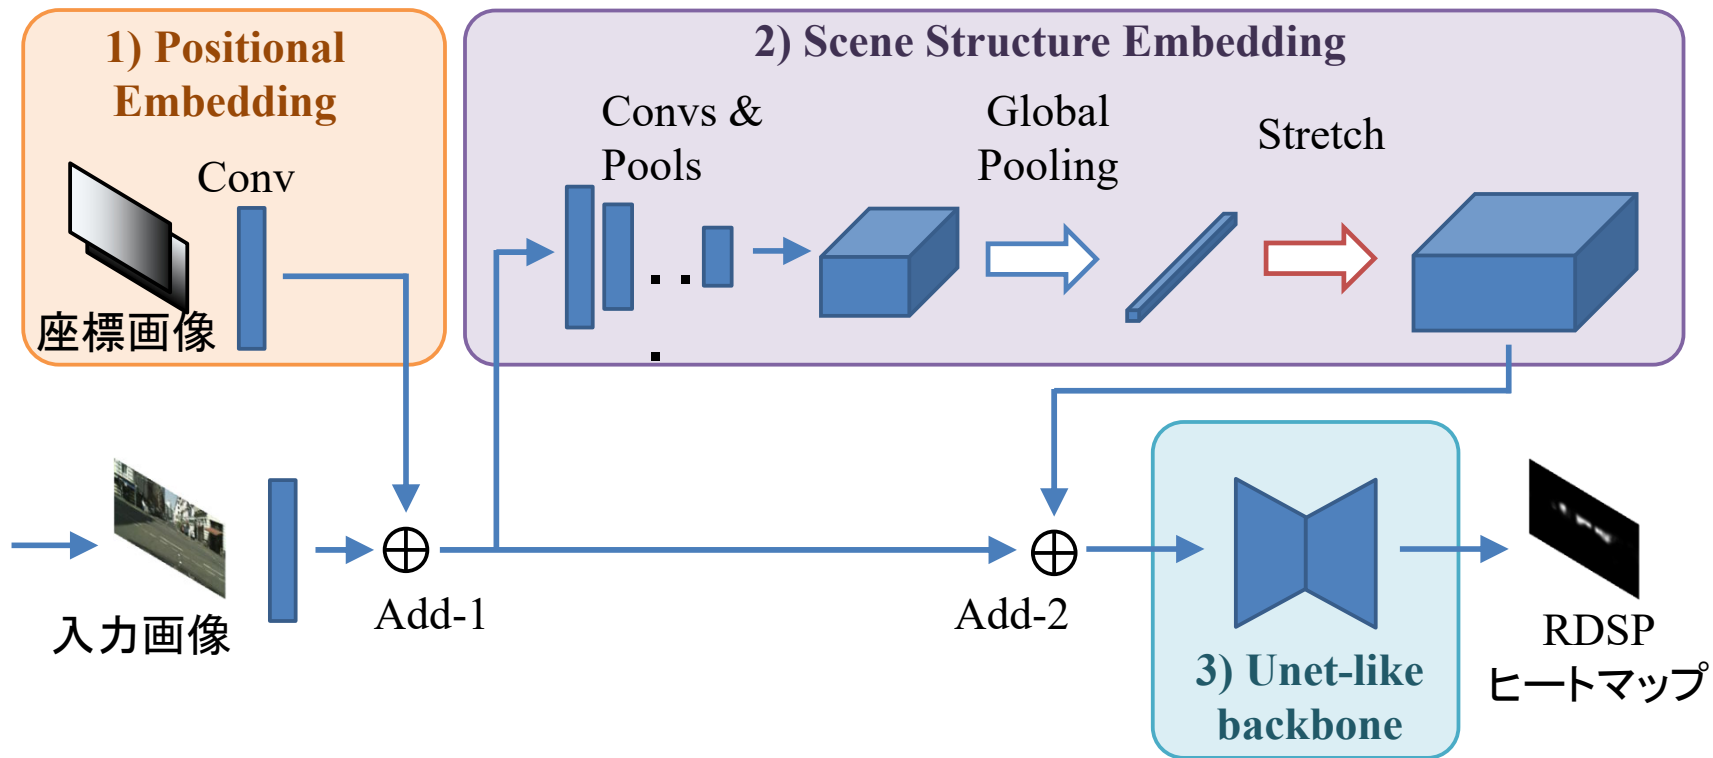 1) Positional
Embedding
Conv
座標画像
2) Scene Structure Embedding
Convs &
Pools
. .
.
Global
Pooling
Stretch
入力画像
Add-1
Add-2
3) Unet-like
backbone
RDSP
ヒートマップ